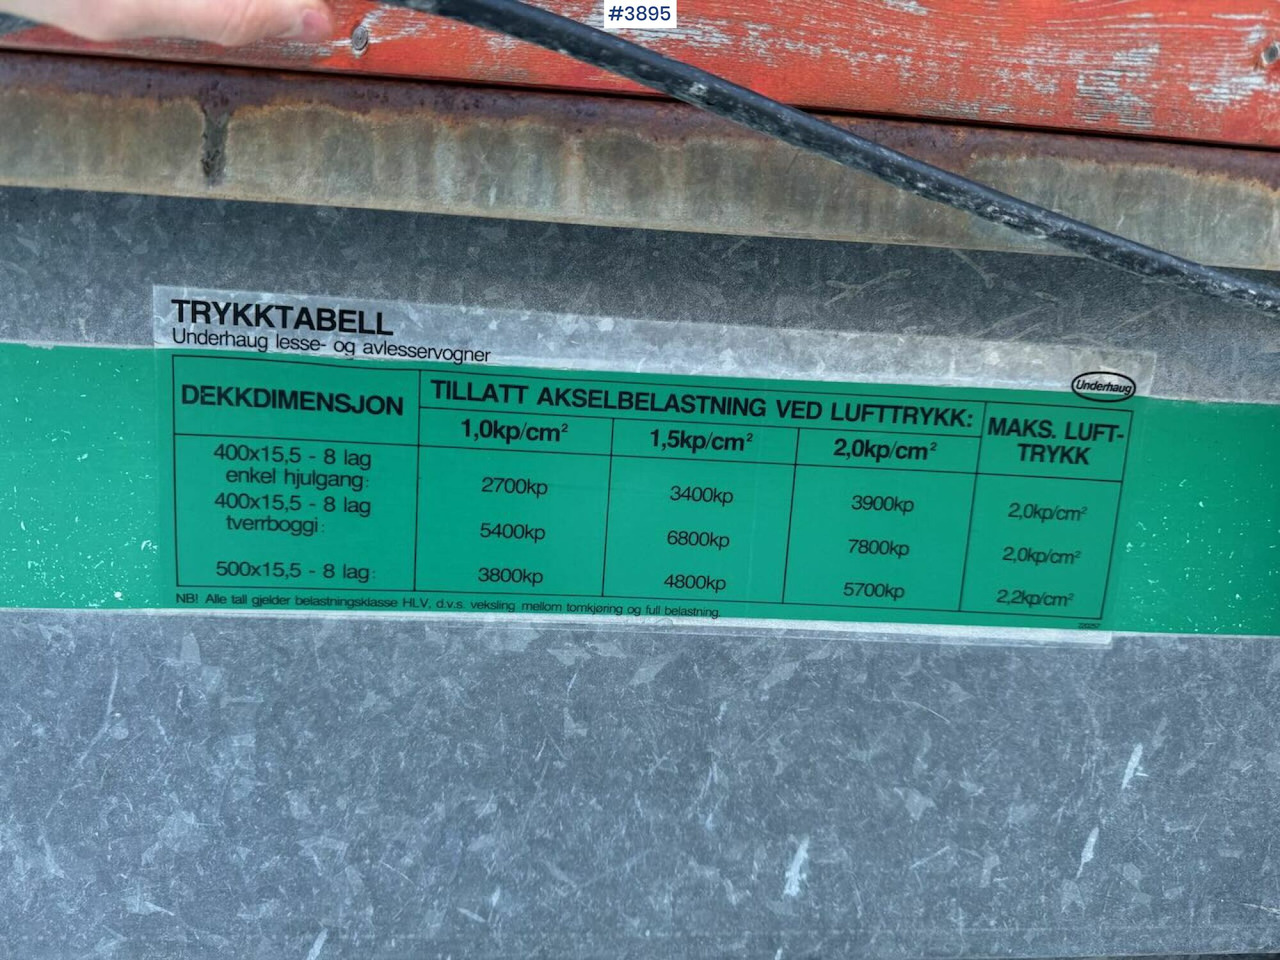 #3895
TRYKKTABELL
Underhaug lesse- og avlesservogner
Underhaug
DEKKDIMENSJON
TILLATT AKSELBELASTNING VED LUFTTRYKK:
MAKS. LUFT-
TRYKK
1,0kp/cm² 1,5kp/cm² 2,0kp/cm²
400x15,5 - 8 lag
enkel hjulgang: 2700kp 3400kp 3900kp 2,0kp/cm²
400x15,5 - 8 lag
tverrboggi: 5400kp 6800kp 7800kp 2,0kp/cm²
500x15,5 - 8 lag: 3800kp 4800kp 5700kp 2,2kp/cm²
NB! Alle tall gjelder belastningsklasse HLV, d.v.s. veksling mellom tomkjøring og full belastning.